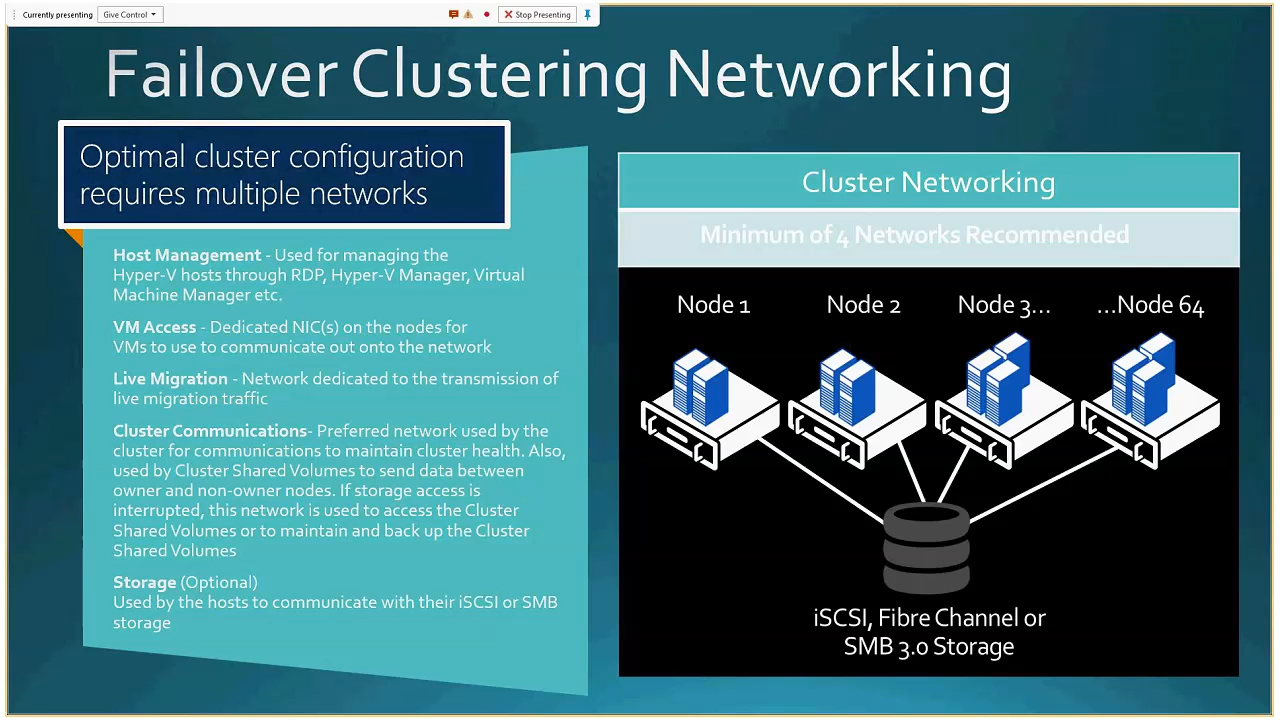 Currently presenting
Give Control
Stop Presenting
Failover Clustering Networking
Optimal cluster configuration
requires multiple networks
Host Management - Used for managing the
Hyper-V hosts through RDP, Hyper-V Manager, Virtual
Machine Manager etc.
VM Access - Dedicated NIC(s) on the nodes for
VMs to use to communicate out onto the network
Live Migration - Network dedicated to the transmission of
live migration traffic
Cluster Communications- Preferred network used by the
cluster for communications to maintain cluster health. Also,
used by Cluster Shared Volumes to send data between
owner and non-owner nodes. If storage access is
interrupted, this network is used to access the Cluster
Shared Volumes or to maintain and back up the Cluster
Shared Volumes
Storage (Optional)
Used by the hosts to communicate with their iSCSI or SMB
storage
Cluster Networking
Minimum of 4 Networks Recommended
Node 1
Node 2
Node 3...
...Node 64
iSCSI, Fibre Channel or
SMB 3.0 Storage